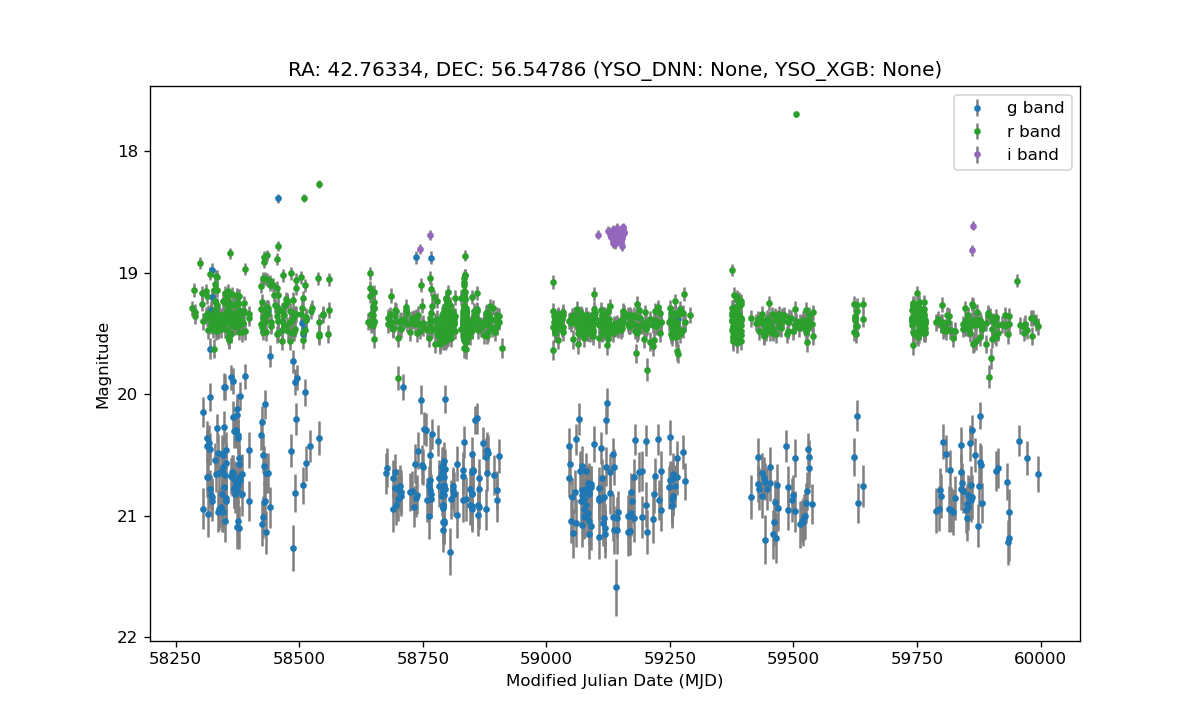 RA: 42.76334, DEC: 56.54786 (YSO_DNN: None, YSO_XGB: None)
g band
r band
i band
18
19
20
21
22
Magnitude
58250 58500 58750 59000 59250 59500 59750 60000
Modified Julian Date (MJD)